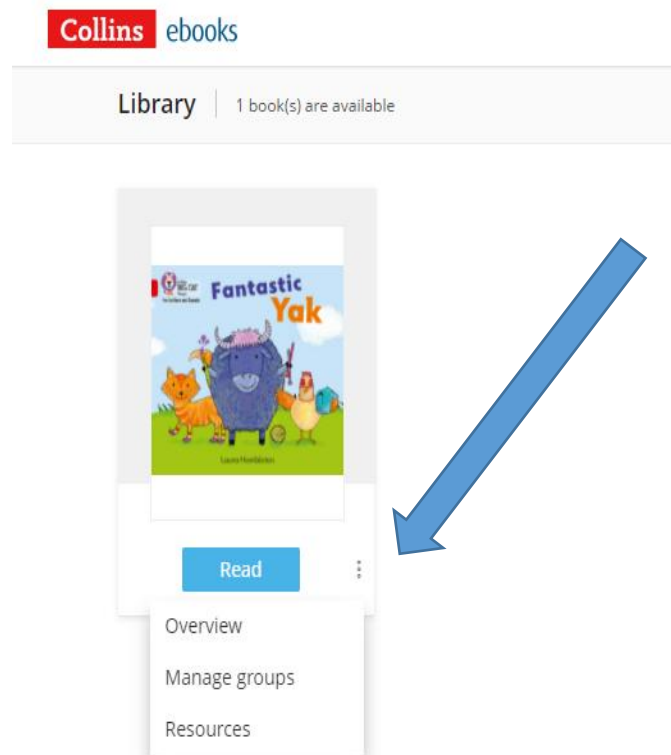 Collins ebooks
Library 1 book(s) are available
Fantastic
Yak
Read
Overview
Manage groups
Resources